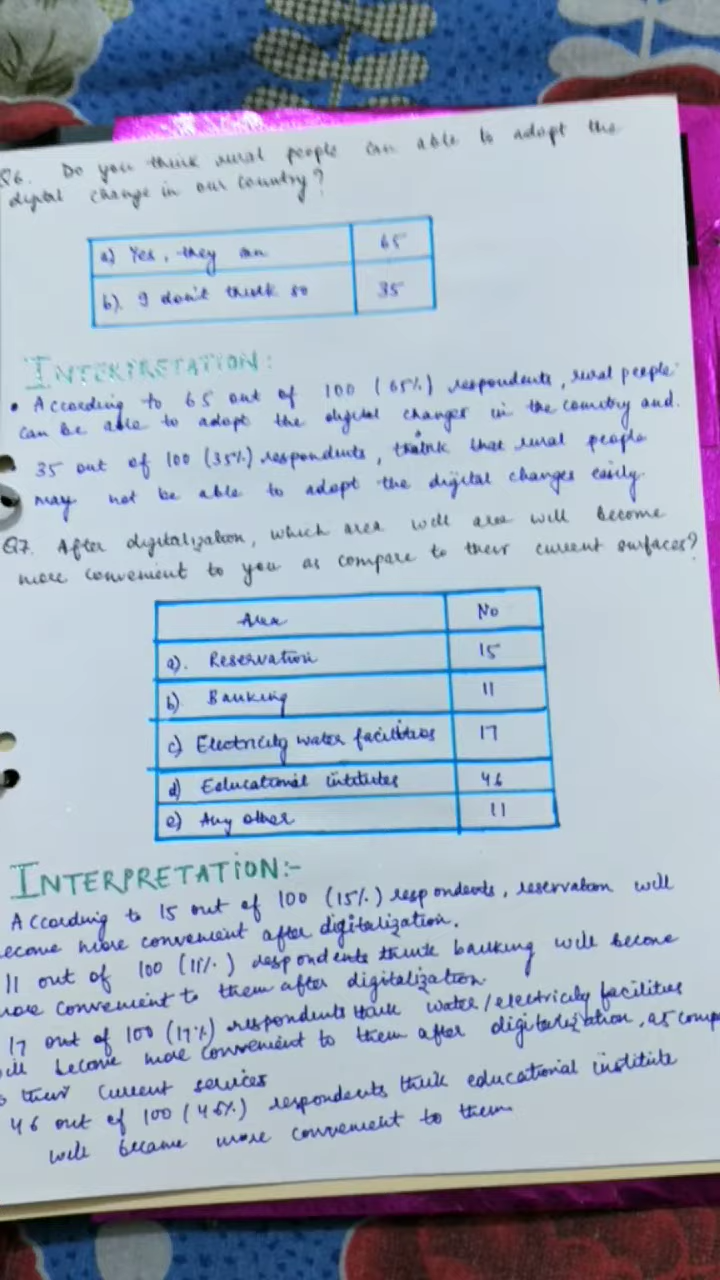 Q6. Do you think rural people can able to adopt the
digital change in our country?
a) Yes, they can 65
b). I don't think so 35
INTERPRETATION:
• According to 65 out of 100 (65%) respondents, rural people
can be able to adopt the digital changes in the country and
35 out of 100 (35%) respondents, think that rural people
may not be able to adopt the digital changes easily
Q7. After digitalization, which area will area will become
more convenient to you as compare to their current surfaces?
Area No
a). Reservation 15
b) Banking 11
c) Electricity water facilities 17
d) Educational intitutes 46
e) Any other 11
INTERPRETATION:-
According to 15 out of 100 (15%) respondents, reservation will
become more convenient after digitalization.
11 out of 100 (11%) respondents think banking will become
more convenient to them after digitalization.
17 out of 100 (17%) respondents think water/electricity facilities
will become more convenient to them after digitalization, as comp
to their current services
46 out of 100 (46%) respondents think educational institute
will became more convenient to them